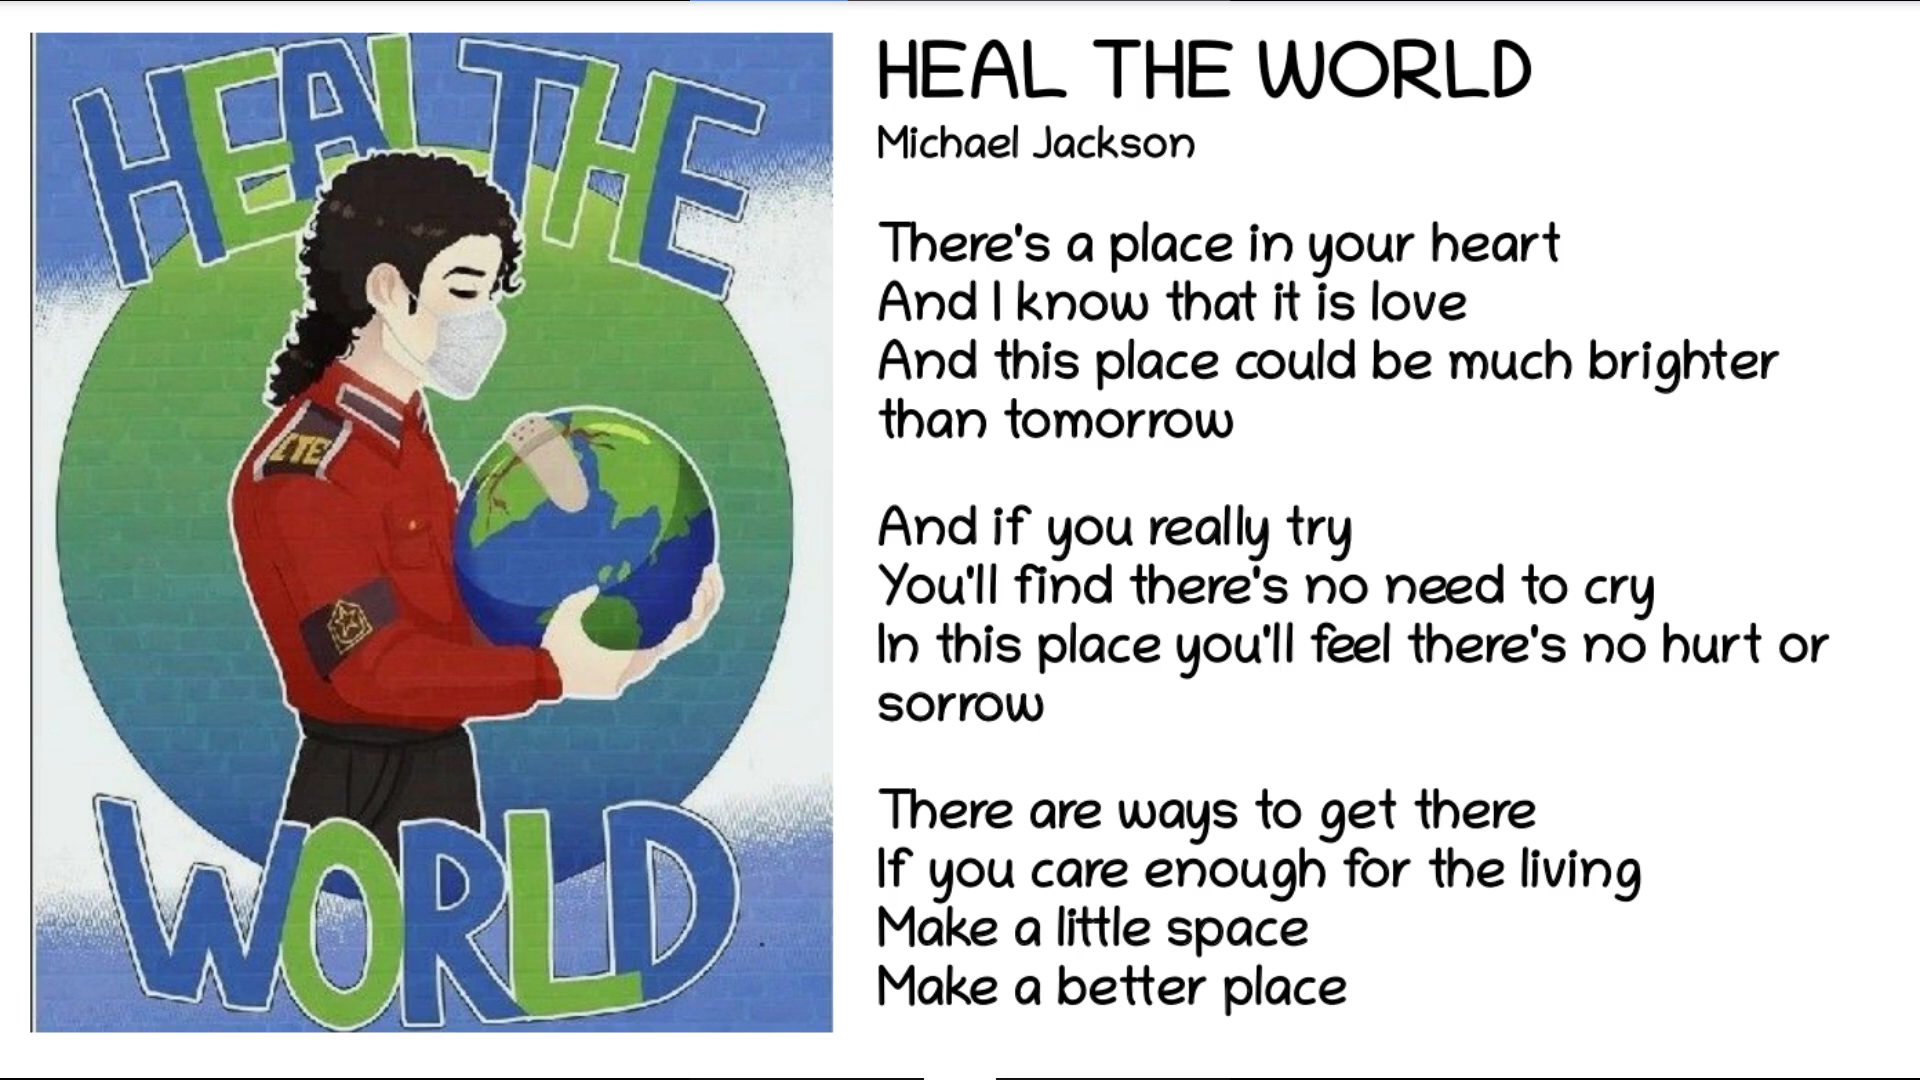 HEAL THE
WORLD
CTE
HEAL THE WORLD
Michael Jackson
There's a place in your heart
And I know that it is love
And this place could be much brighter
than tomorrow
And if you really try
You'll find there's no need to cry
In this place you'll feel there's no hurt or
sorrow
There are ways to get there
If you care enough for the living
Make a little space
Make a better place